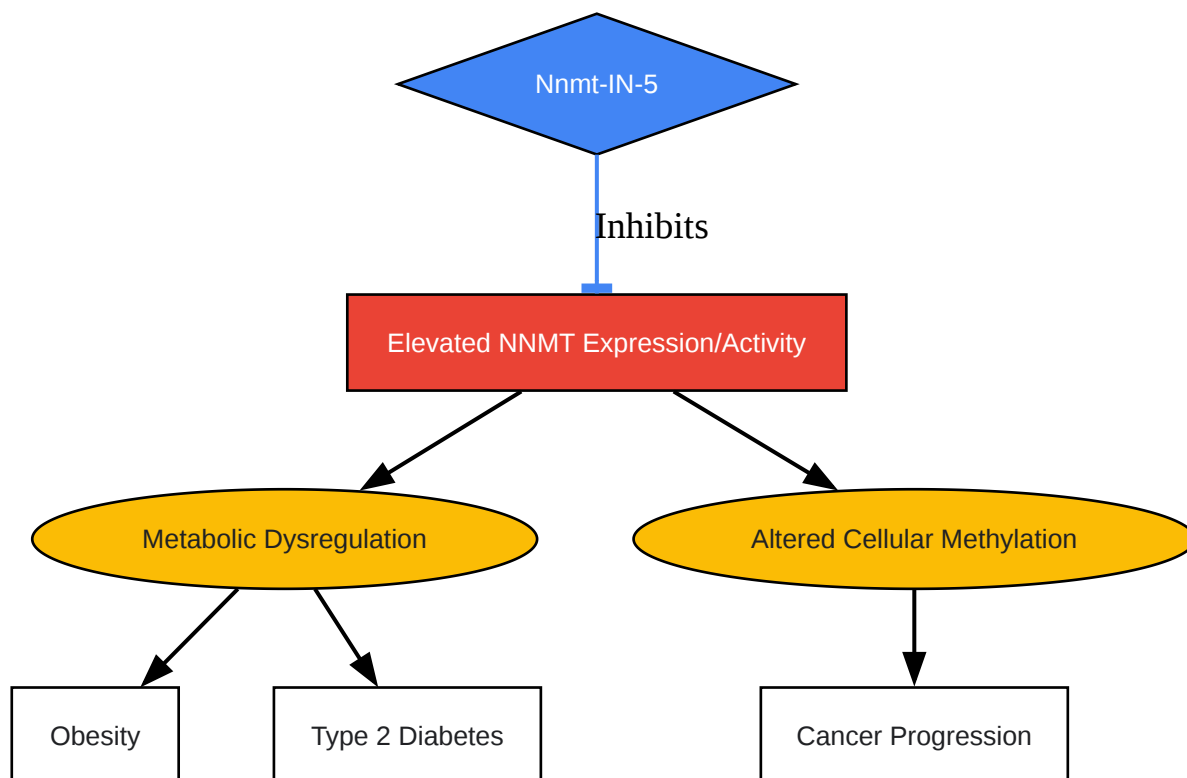 Nnmt-IN-5
Inhibits
Elevated NNMT Expression/Activity
Metabolic Dysregulation
Altered Cellular Methylation
Obesity
Type 2 Diabetes
Cancer Progression